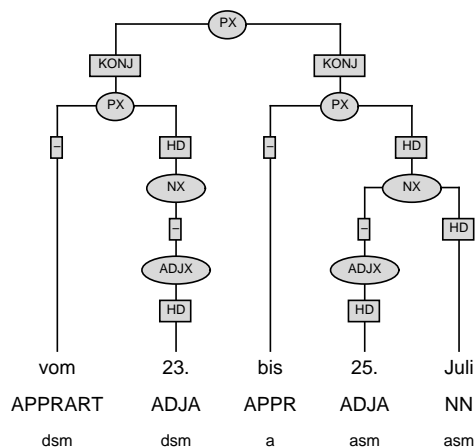 PX
KONJ KONJ
PX PX
– HD – HD
NX NX
– – HD
ADJX ADJX
HD HD
vom 23. bis 25. Juli
APPRART ADJA APPR ADJA NN
dsm dsm a asm asm